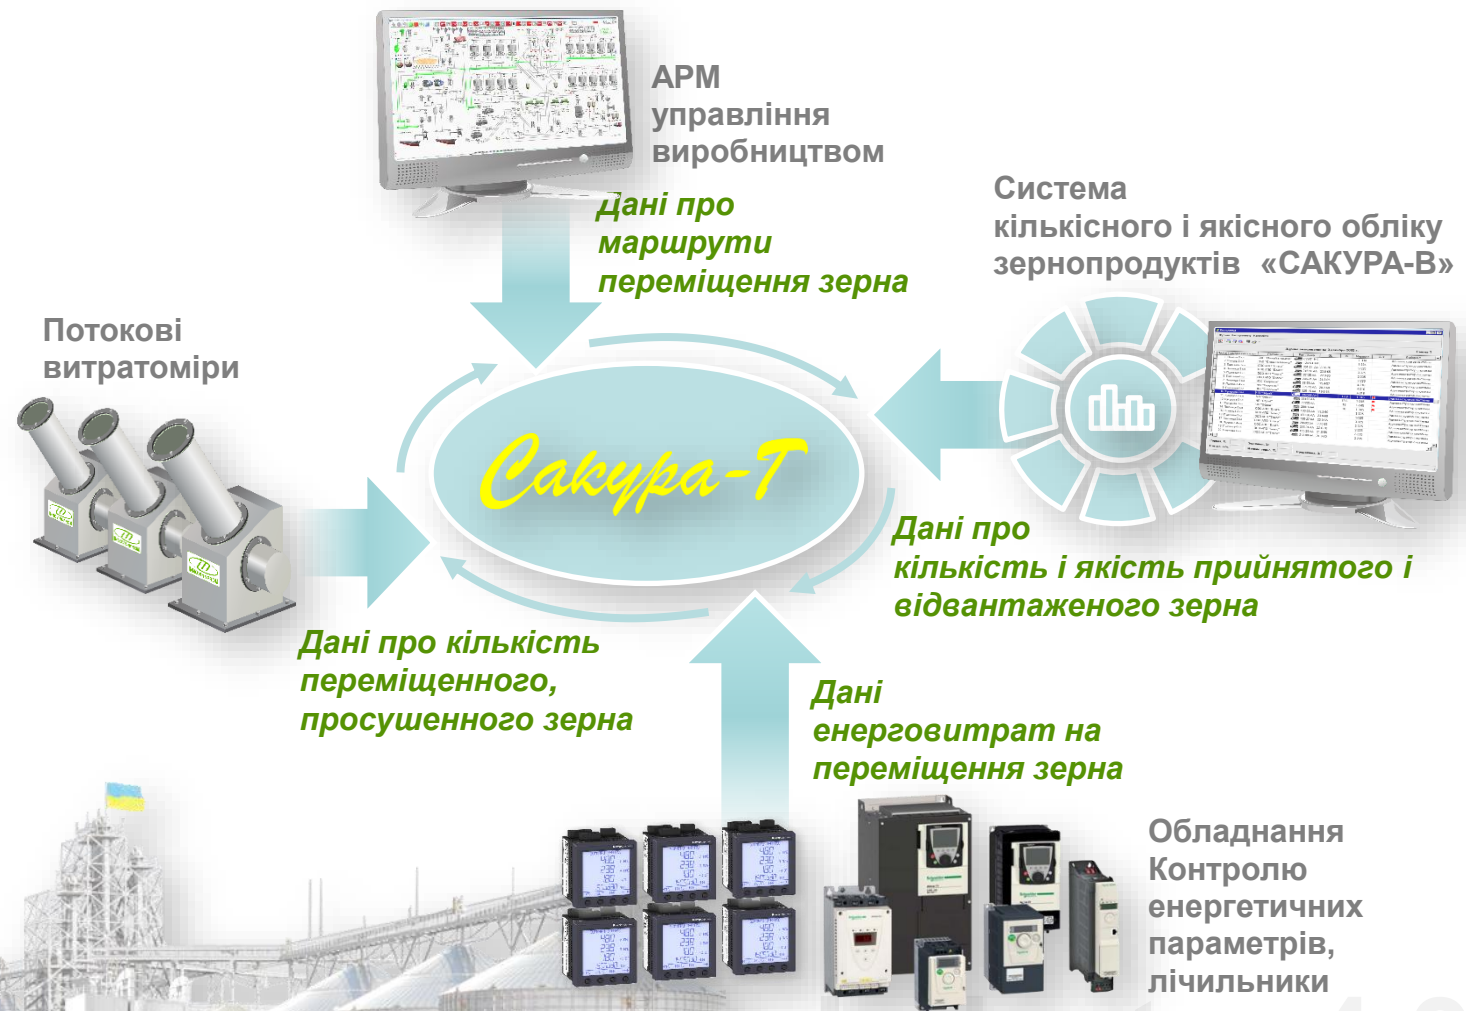 АРМ
управління
виробництвом
Дані про
маршрути
переміщення зерна
Система
кількісного і якісного обліку
зернопродуктів «САКУРА-В»
Потокові
витратоміри
Сакура-Т
Дані про
кількість і якість прийнятого і
відвантаженого зерна
Дані про кількість
переміщенного,
просушенного зерна
Дані
енерговитрат на
переміщення зерна
Обладнання
Контролю
енергетичних
параметрів,
лічильники